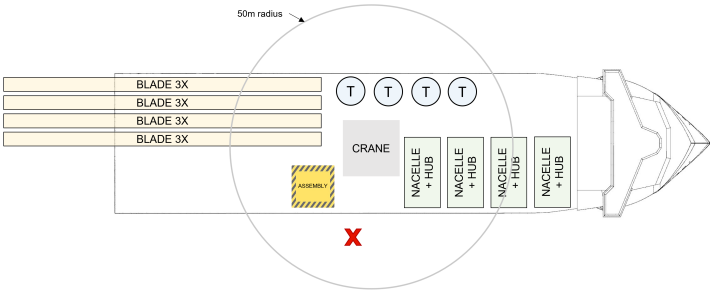 50m radius
BLADE 3X
BLADE 3X
BLADE 3X
BLADE 3X
T T T T
CRANE
ASSEMBLY
NACELLE
+ HUB
NACELLE
+ HUB
NACELLE
+ HUB
NACELLE
+ HUB
X